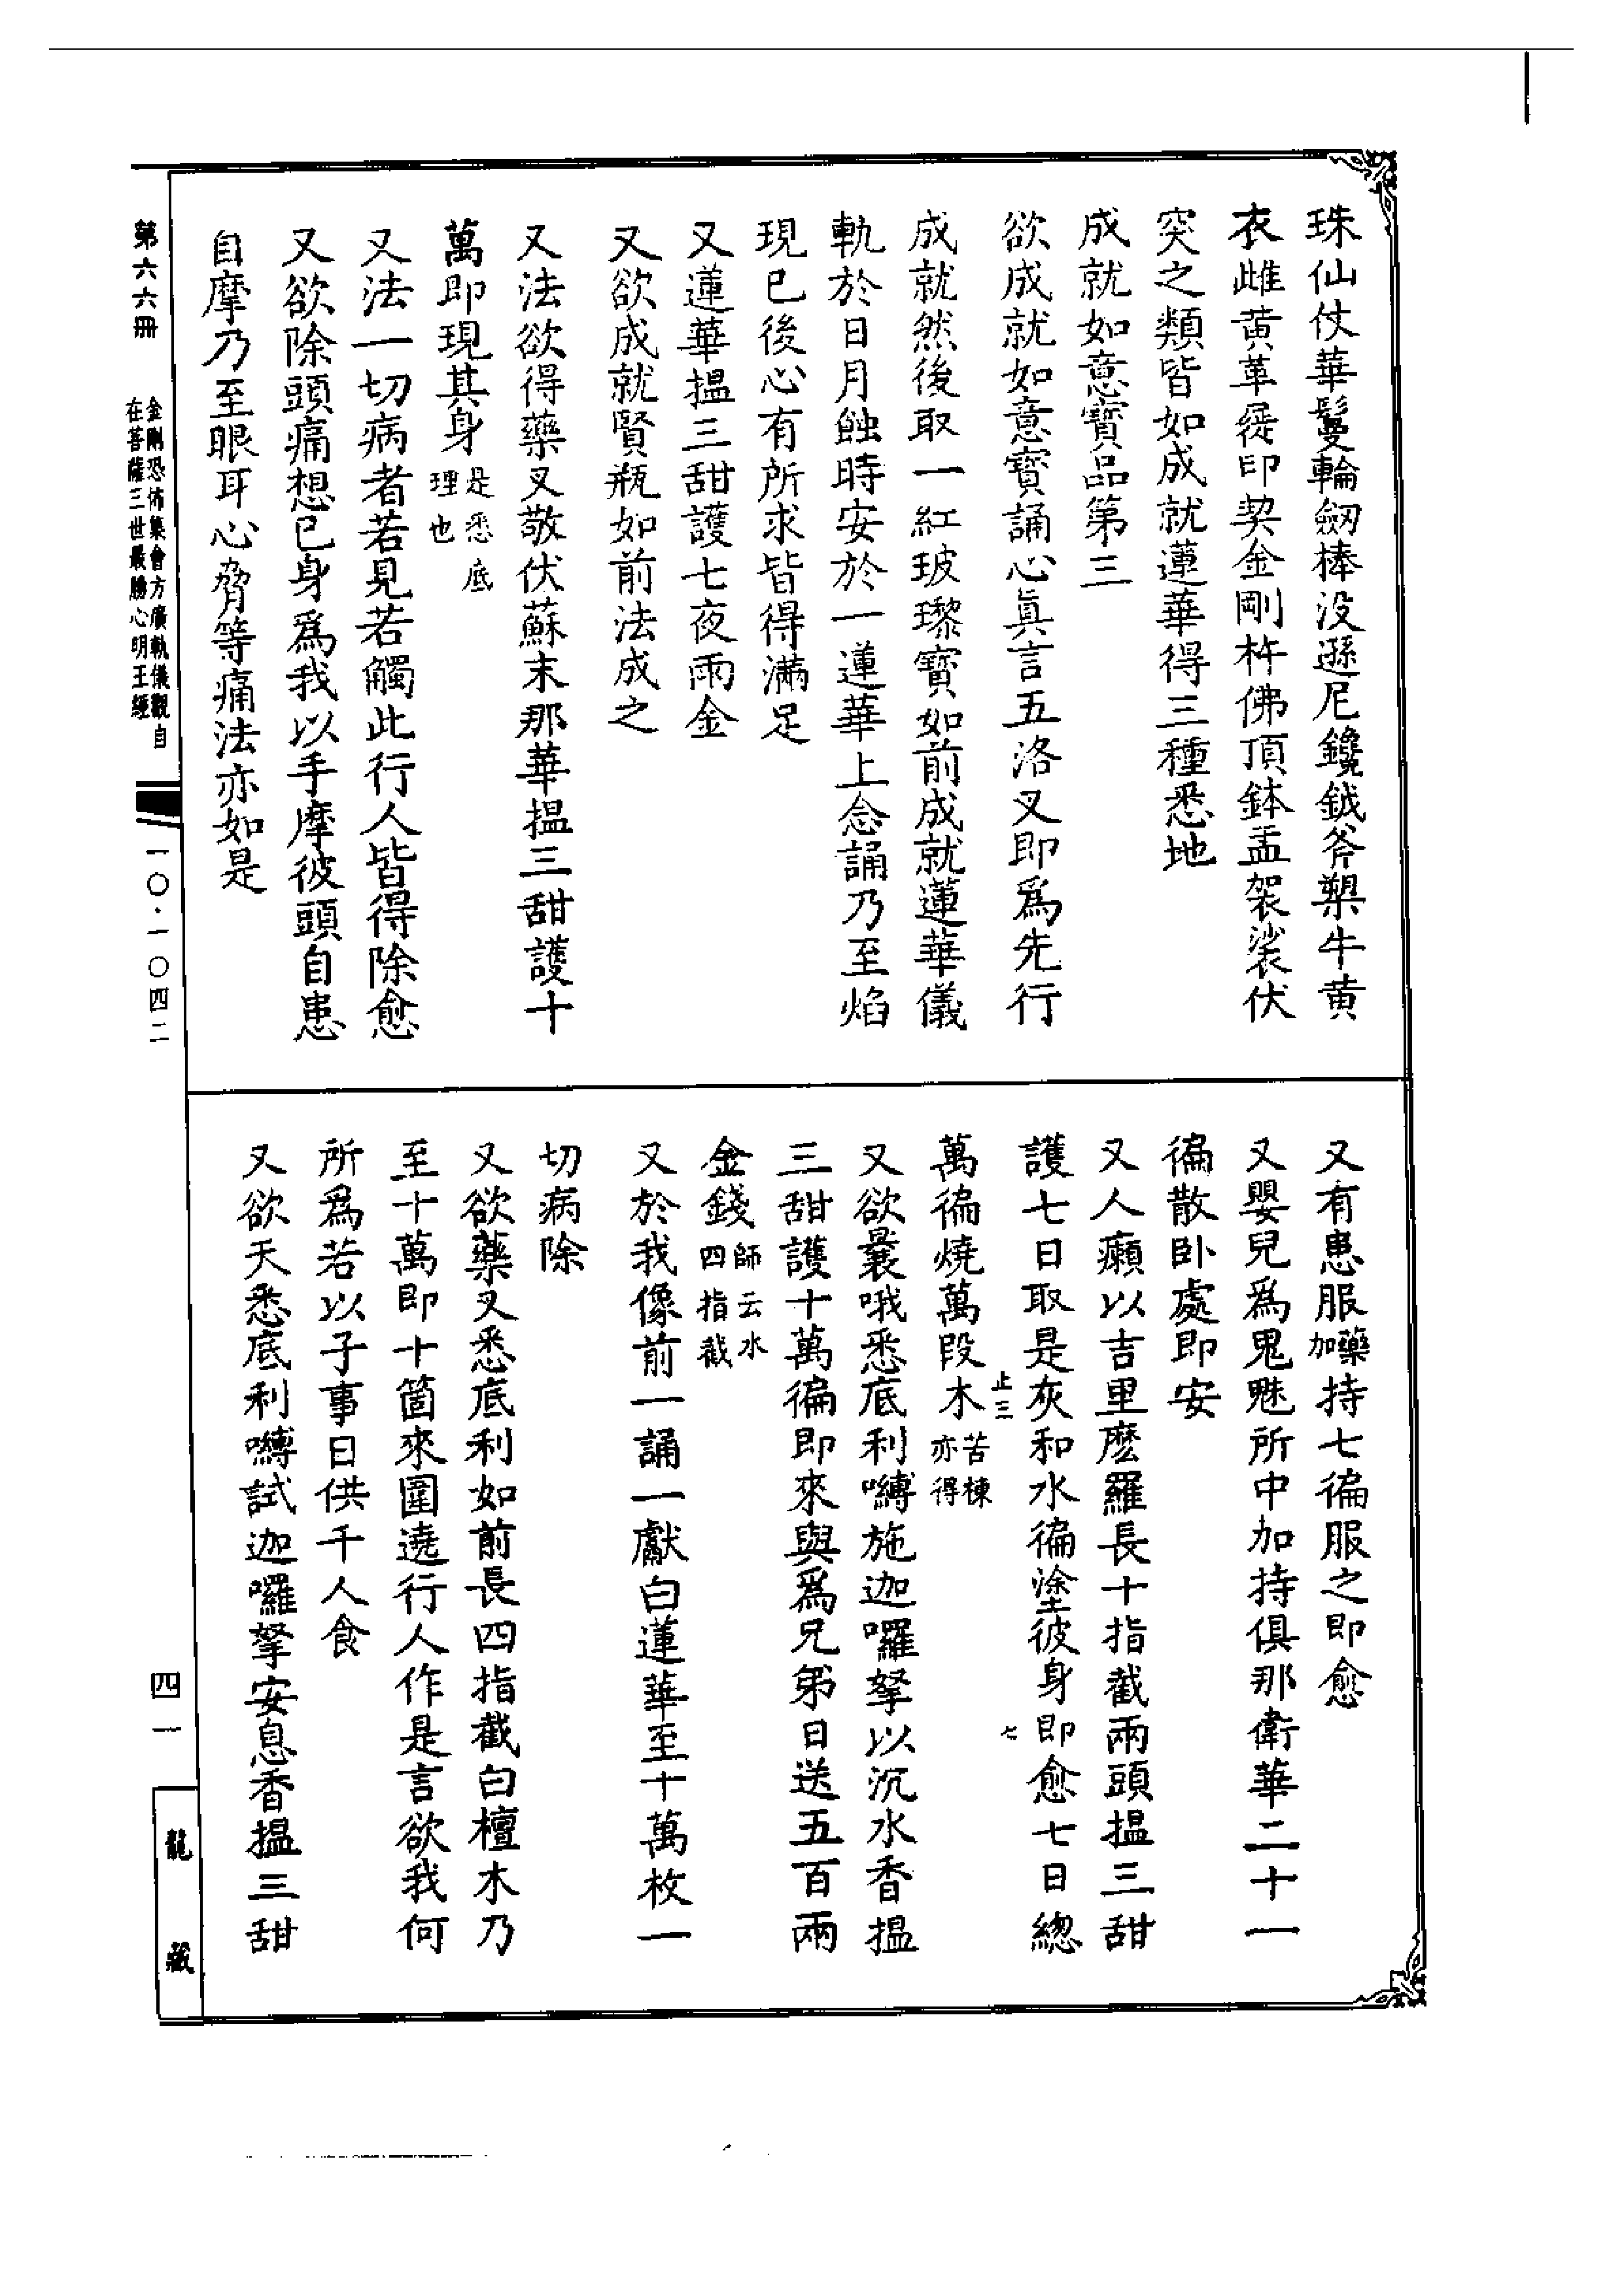 珠仙仗華鬘輪劒棒没遜尼鑱鉞斧槊牛黄
衣雌黄革屣印契金剛杵佛頂鉢盂袈裟伏
突之類皆如成就蓮華得三種悉地
成就如意寶品第三
欲成就如意寶誦心真言五洛叉即爲先行
成就然後取一紅玻瓈寶如前成就蓮華儀
軌於日月蝕時安於一蓮華上念誦乃至焰
現已後心有所求皆得滿足
又蓮華揾三甜護七夜雨金
又欲成就賢瓶如前法成之
又法欲得藥叉敬伏蘇末那華揾三甜護十
萬即現其身是悉底理也
又法一切病者若見若觸此行人皆得除愈
又欲除頭痛想已身爲我以手摩彼頭自患
自摩乃至眼耳心脅等痛法亦如是
又有患服藥加持七徧服之即愈
又嬰兒爲鬼魅所中加持俱那衛華二十一
徧散卧處即安
又人癩以吉里麽羅長十指截兩頭揾三甜
護七日取是灰和水徧塗彼身即愈七日總
止三
七
萬徧燒萬段木苦楝亦得
又欲曩哦悉底利嚩施迦囉拏以沉水香揾
三甜護十萬徧即來與爲兄弟日送五百兩
金錢師云水四指截
又於我像前一誦一獻白蓮華至十萬枚一
切病除
又欲藥叉悉底利如前長四指截白檀木乃
至十萬即十箇來圍遶行人作是言欲我何
所爲若以子事日供千人食
又欲天悉底利嚩試迦囉拏安息香揾三甜
第六六冊
金剛恐怖集會方廣軌儀觀自
在菩薩三世最勝心明王經
一〇·一〇四二
四一
龍藏